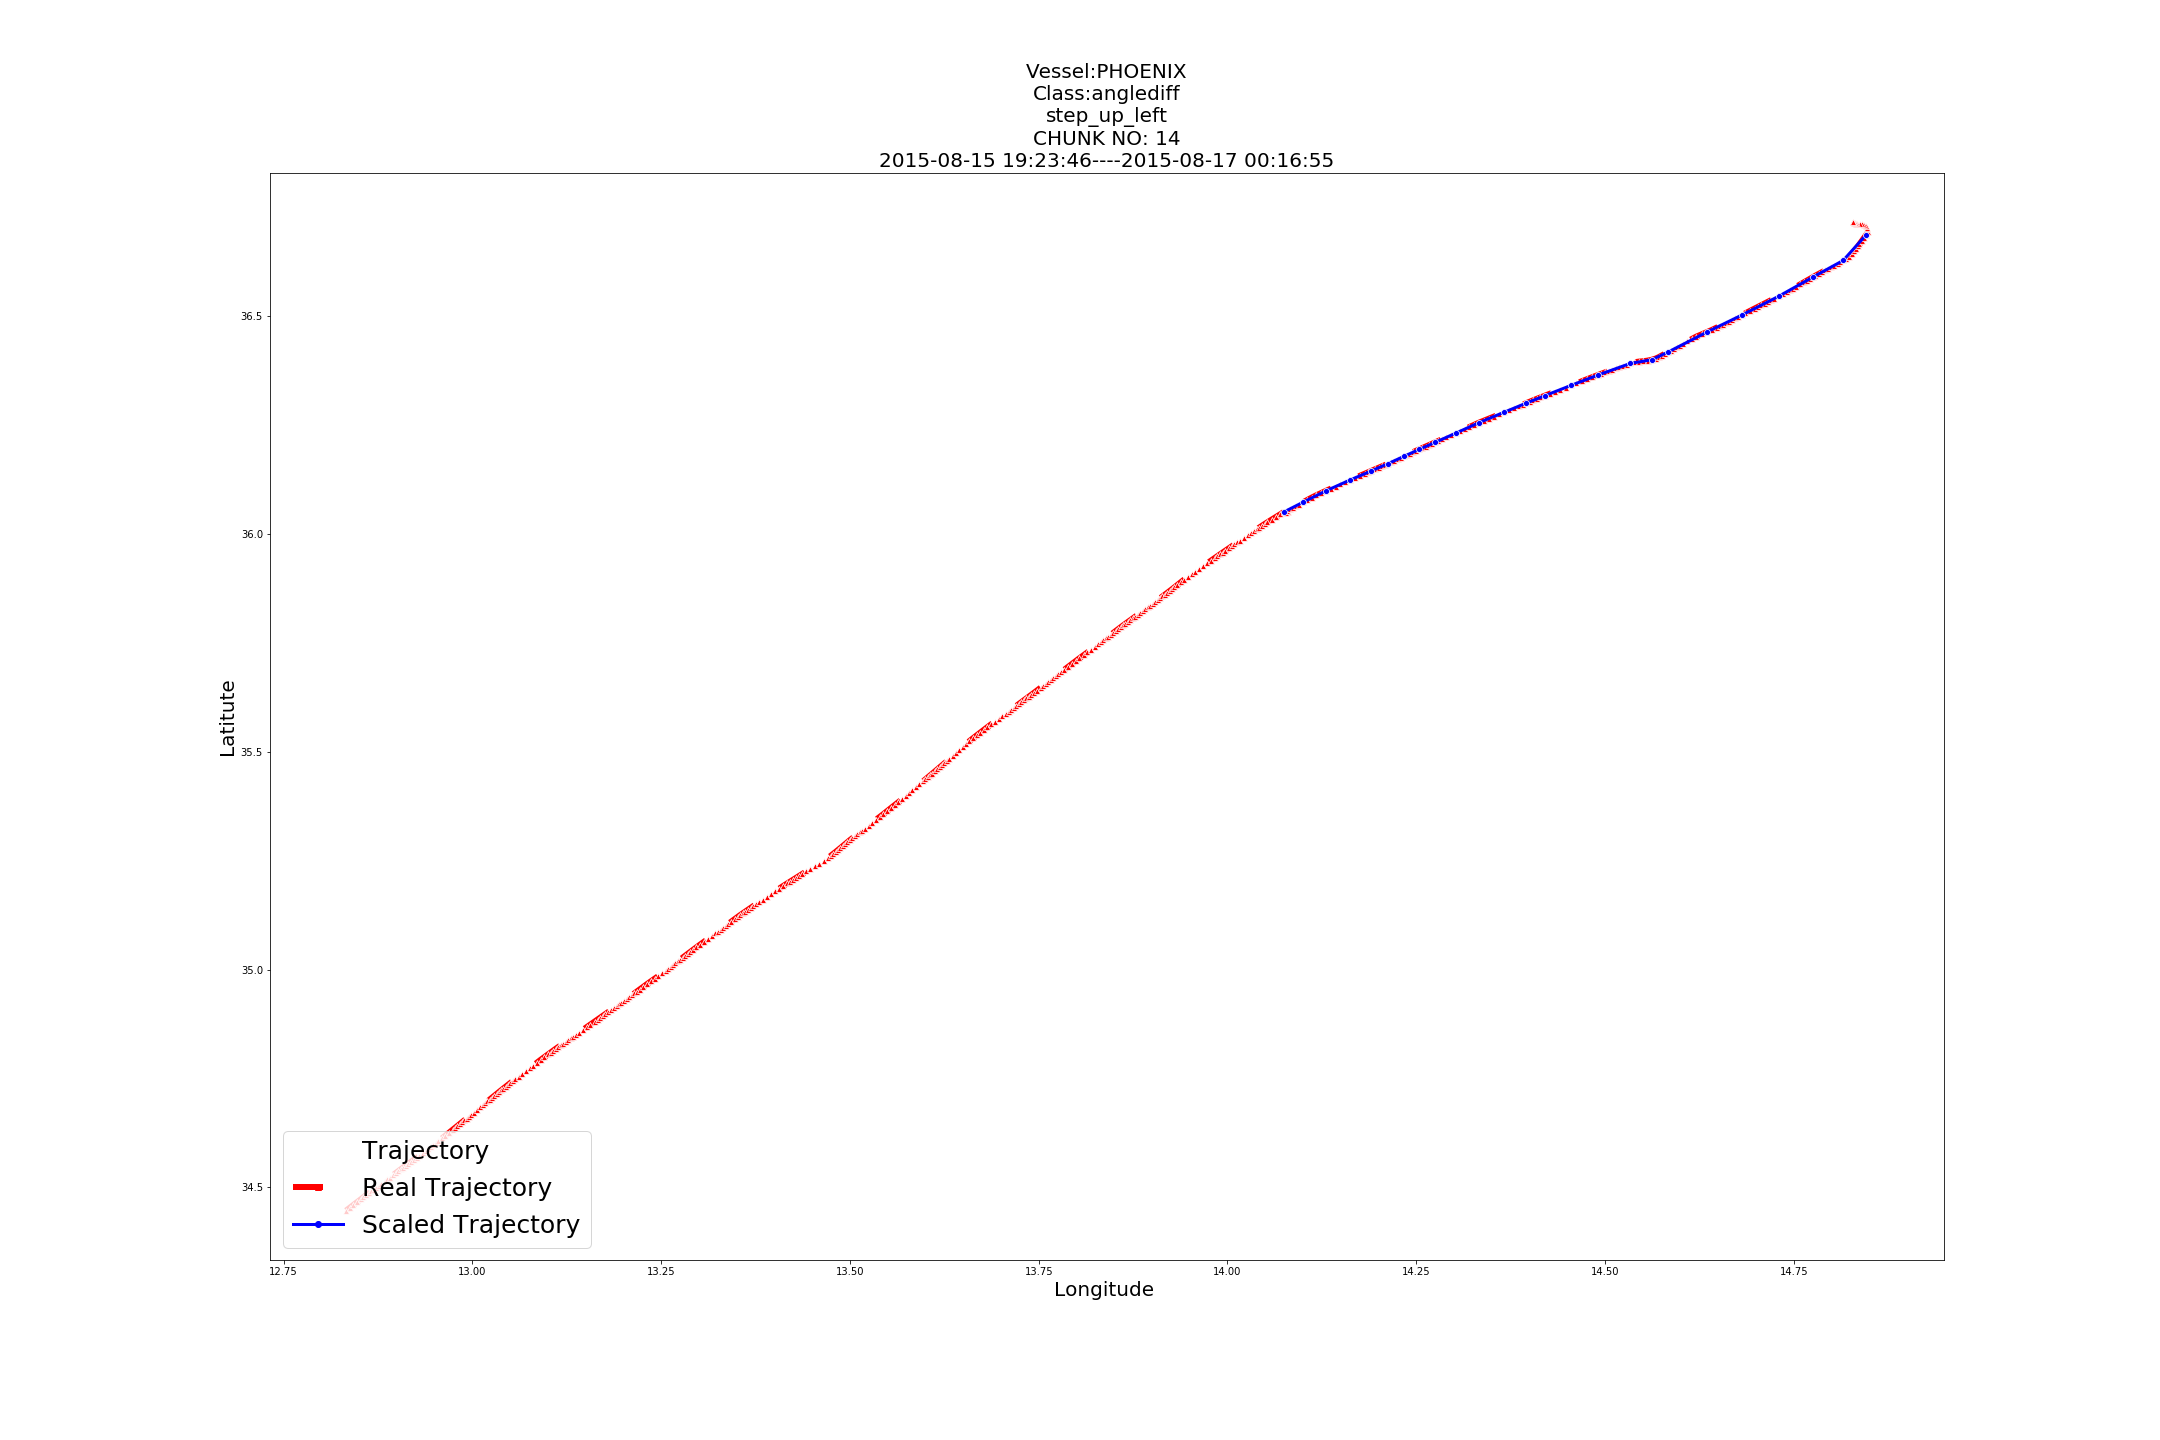 Vessel:PHOENIX
Class:anglediff
step_up_left
CHUNK NO: 14
2015-08-15 19:23:46----2015-08-17 00:16:55
Latitute
36.5
36.0
35.5
35.0
34.5
Trajectory
Real Trajectory
Scaled Trajectory
12.75 13.00 13.25 13.50 13.75 14.00 14.25 14.50 14.75
Longitude